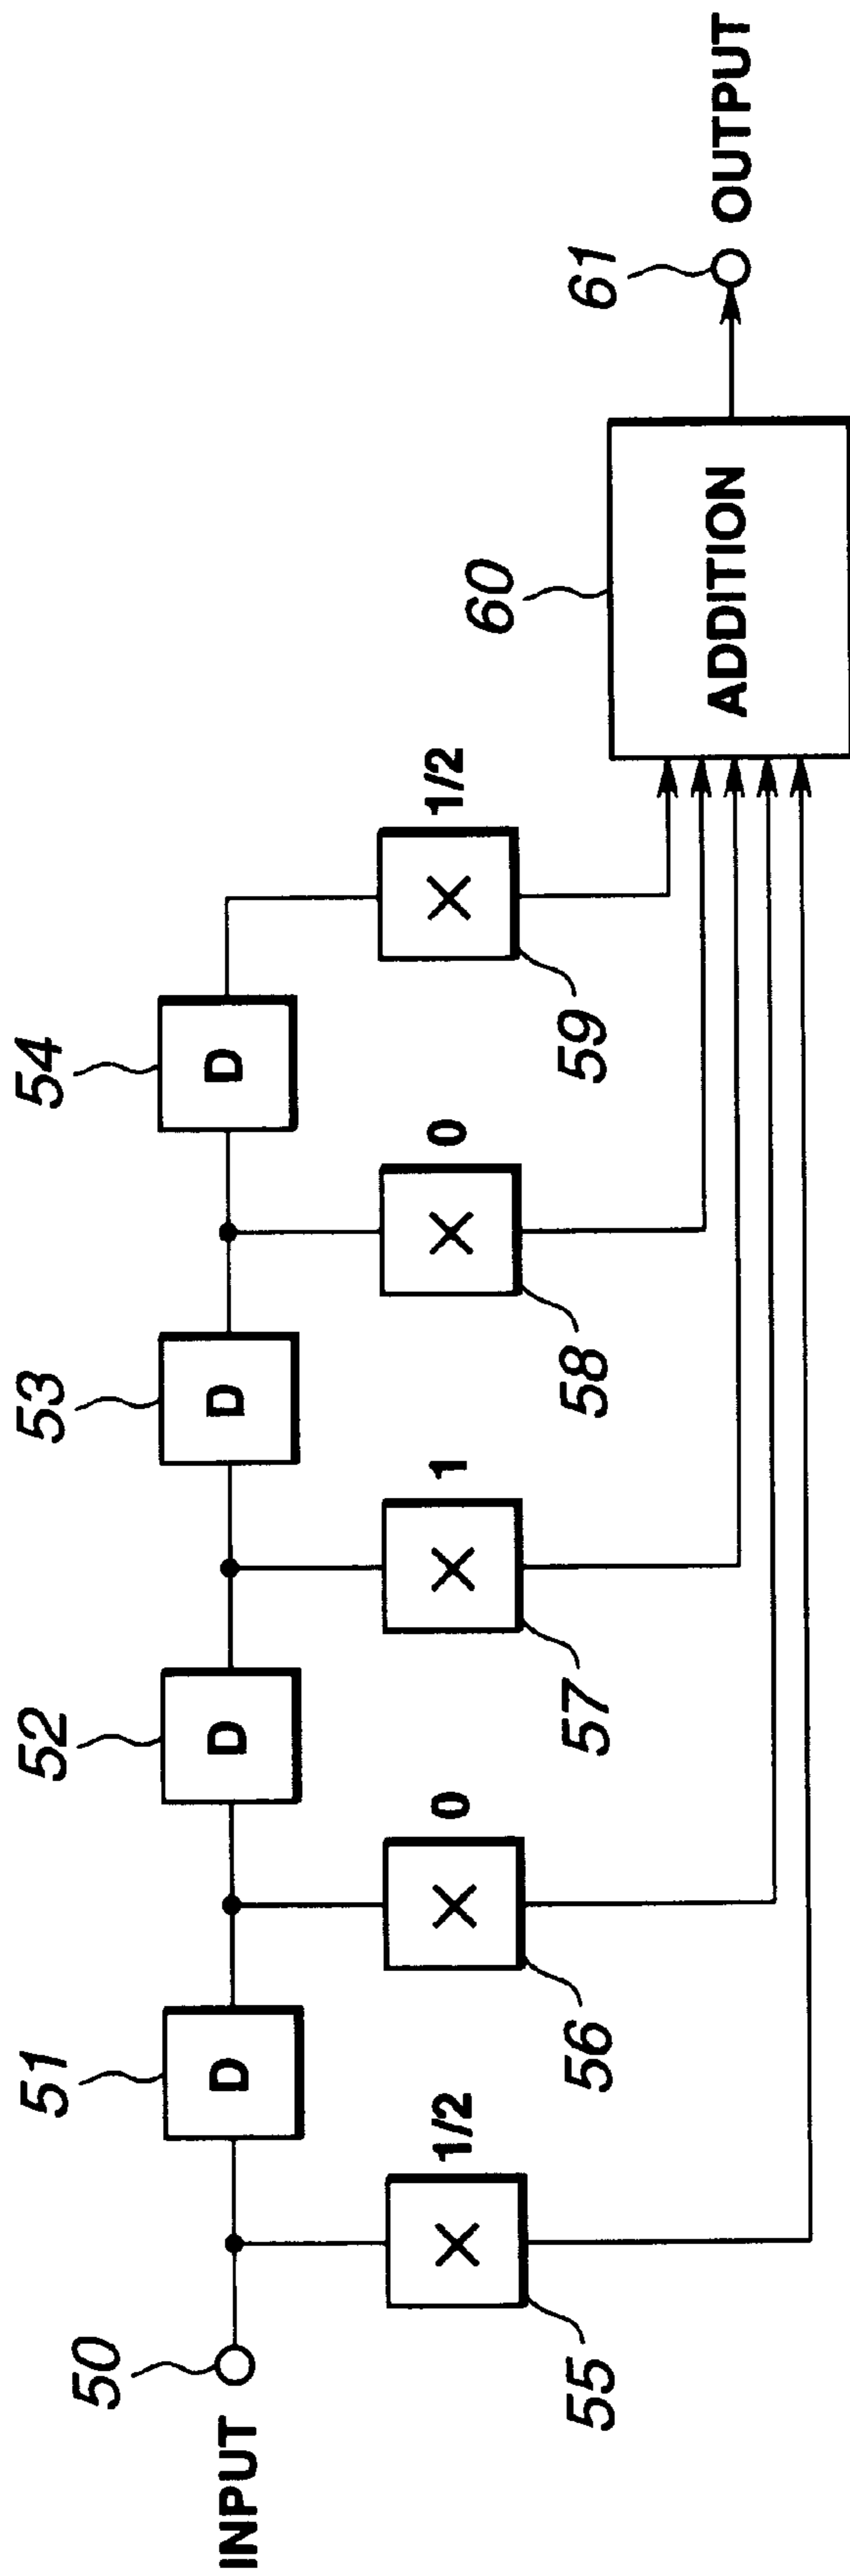 51 52 53 54
50
INPUT
D D D D
1/2 0 1 0 1/2
× × × × ×
55 56 57 58 59
60
61
ADDITION
OUTPUT